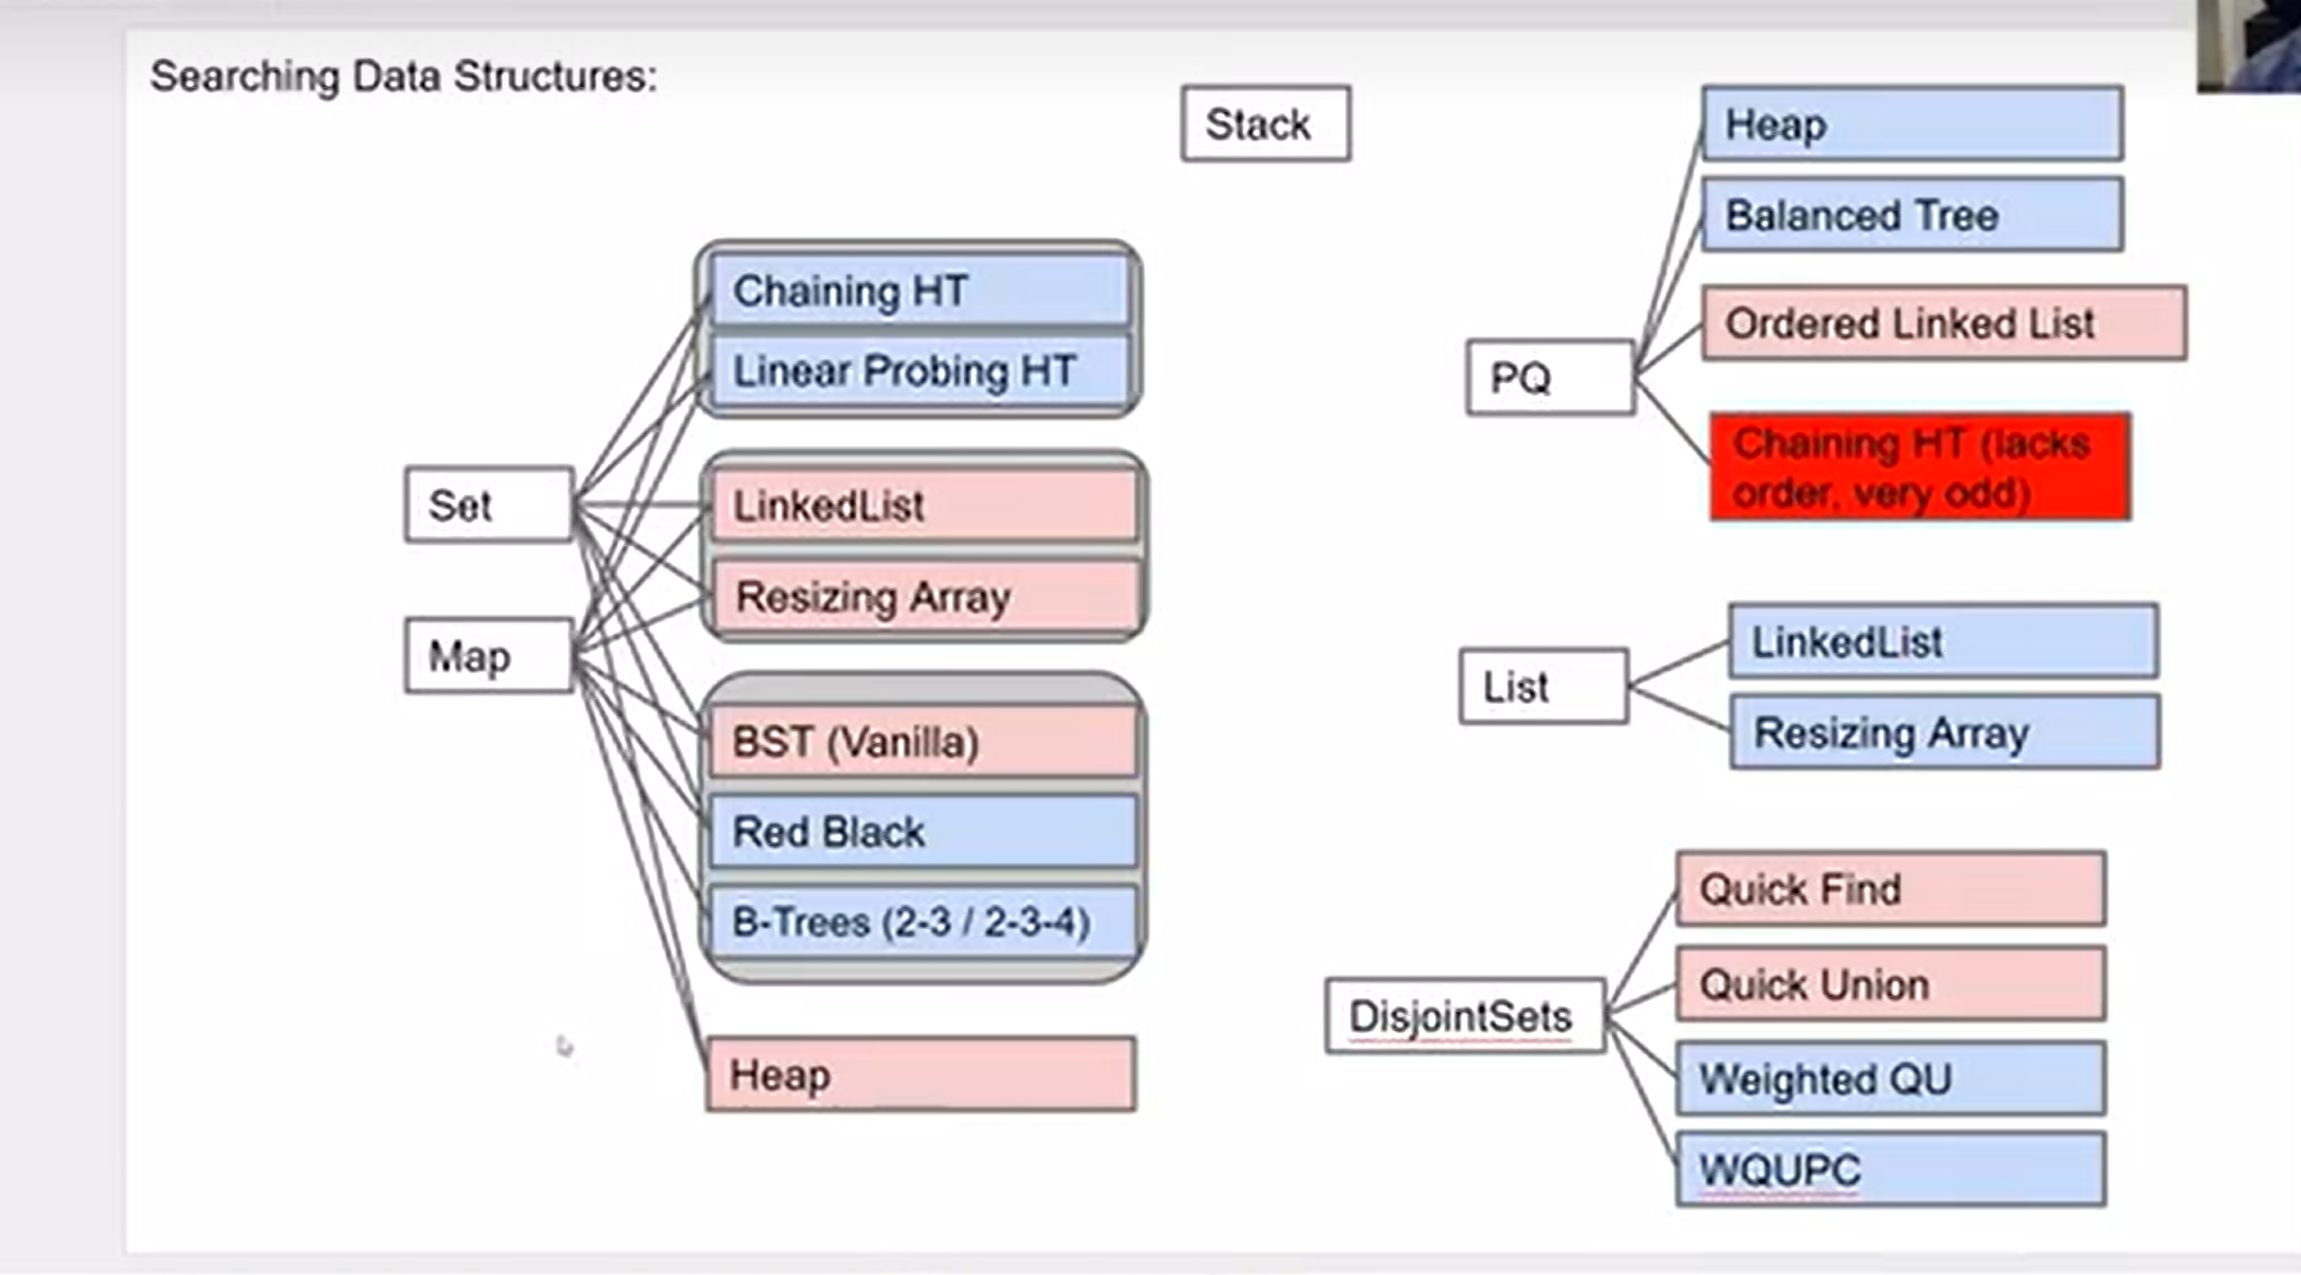 Searching Data Structures:
Stack
Set
Map
Chaining HT
Linear Probing HT
LinkedList
Resizing Array
BST (Vanilla)
Red Black
B-Trees (2-3 / 2-3-4)
Heap
PQ
Heap
Balanced Tree
Ordered Linked List
Chaining HT (lacks
order, very odd)
List
LinkedList
Resizing Array
DisjointSets
Quick Find
Quick Union
Weighted QU
WQUPC